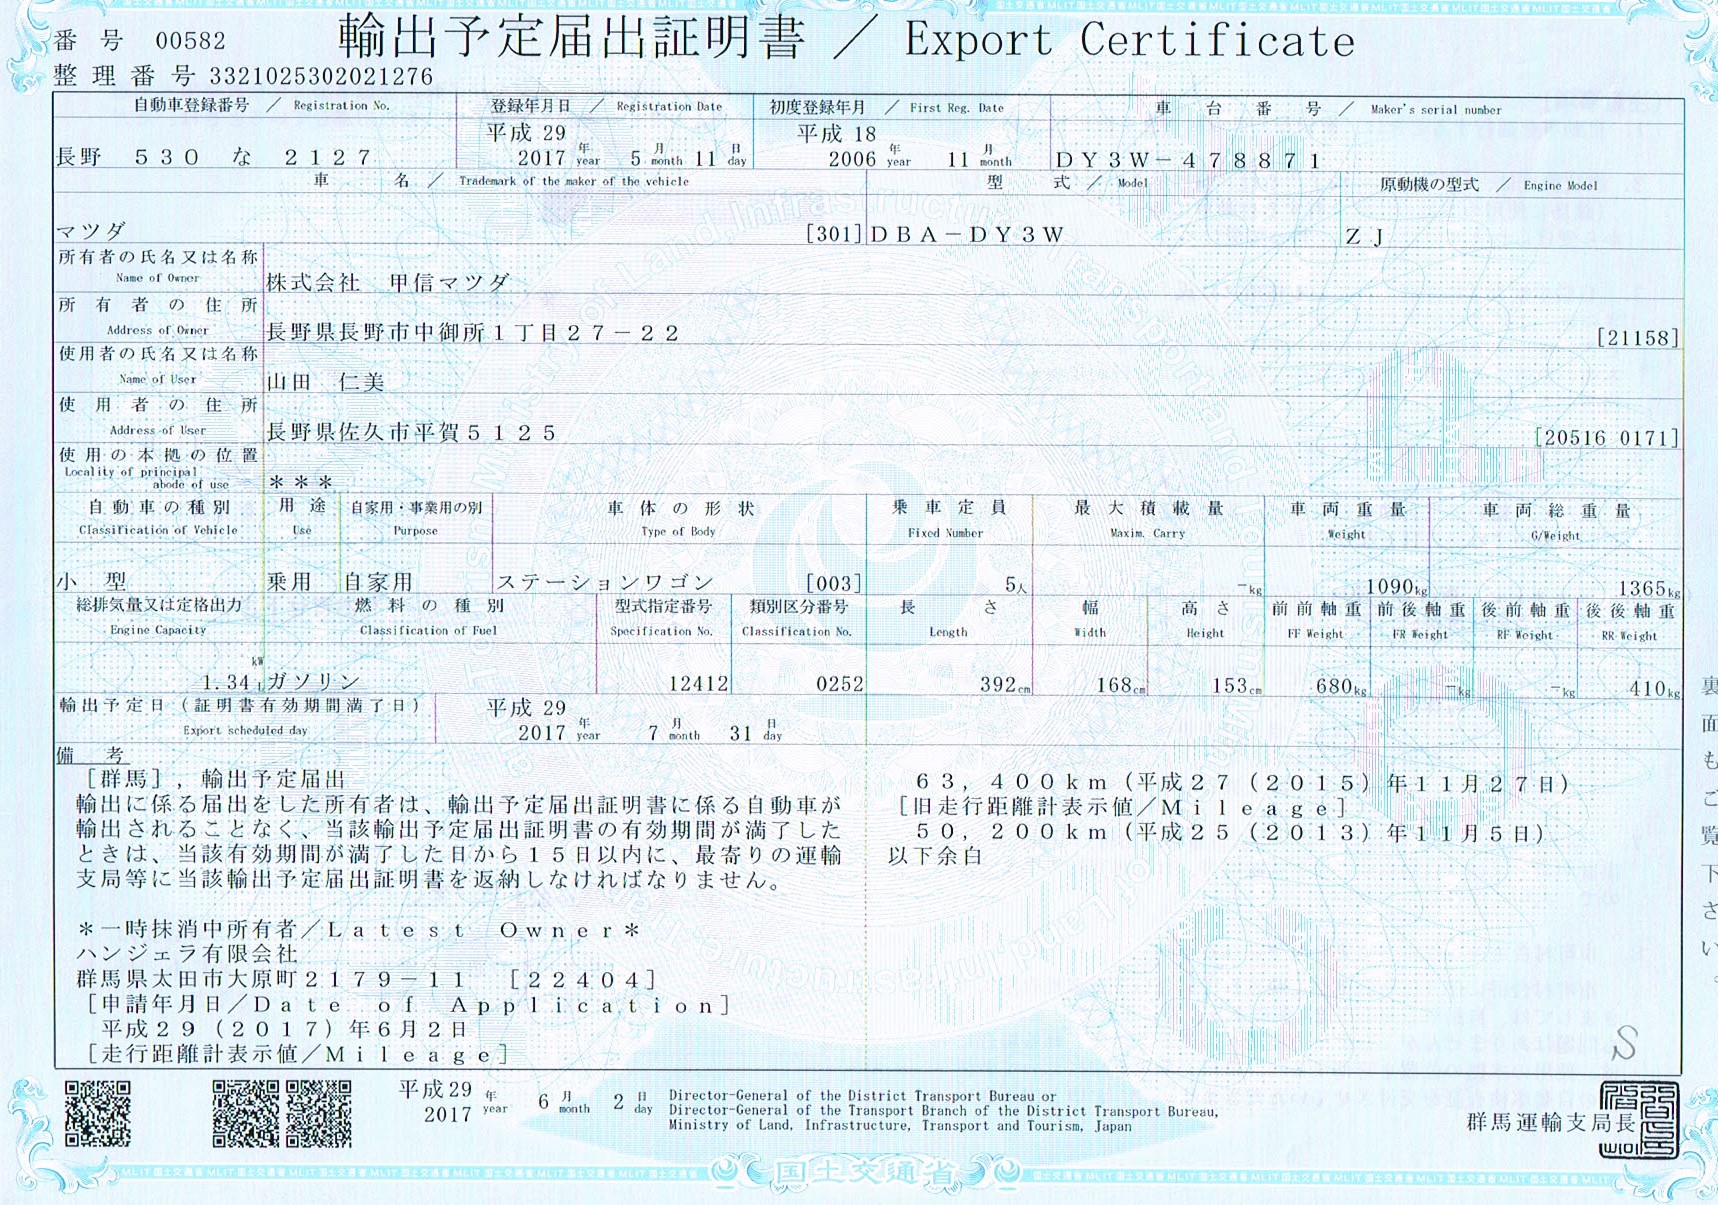 番 号 00582
輸出予定届出証明書 ／ Export Certificate
整 理 番 号 3321025302021276
自動車登録番号 ／ Registration No.
登録年月日 ／ Registration Date
初度登録年月 ／ First Reg. Date
車 台 番 号 ／ Maker's serial number
長野 ５３０ な ２１２７
平成 29
2017 年 year 5 月 month 11 日 day
平成 18
2006 年 year 11 月 month
ＤＹ３Ｗ－４７８８７１
車 名 ／ Trademark of the maker of the vehicle
型 式 ／ Model
原動機の型式 ／ Engine Model
マツダ [301]
ＤＢＡ－ＤＹ３Ｗ
ＺＪ
所有者の氏名又は名称
Name of Owner
株式会社 甲信マツダ
所 有 者 の 住 所
Address of Owner
長野県長野市中御所１丁目２７－２２ [21158]
使用者の氏名又は名称
Name of User
山田 仁美
使 用 者 の 住 所
Address of User
長野県佐久市平賀５１２５ [20516 0171]
使用の本拠の位置
Locality of principal
abode of use
＊＊＊
自動車の種別
Classification of Vehicle
用 途
Use
自家用・事業用の別
Purpose
車 体 の 形 状
Type of Body
乗 車 定 員
Fixed Number
最 大 積 載 量
Maxim. Carry
車 両 重 量
Weight
車 両 総 重 量
G/Weight
小 型
乗用
自家用
ステーションワゴン [003]
5人
－kg
1090kg
1365kg
総排気量又は定格出力
Engine Capacity
燃 料 の 種 別
Classification of Fuel
型式指定番号
Specification No.
類別区分番号
Classification No.
長 さ
Length
幅
Width
高 さ
Height
前前軸重
FF Weight
前後軸重
FR Weight
後前軸重
RF Weight
後後軸重
RR Weight
kW
1.34 L
ガソリン
12412
0252
392cm
168cm
153cm
680kg
－kg
－kg
410kg
輸出予定日（証明書有効期間満了日）
Export scheduled day
平成 29
2017 年 year 7 月 month 31 日 day
備 考
［群馬］，輸出予定届出
輸出に係る届出をした所有者は、輸出予定届出証明書に係る自動車が
輸出されることなく、当該輸出予定届出証明書の有効期間が満了した
ときは、当該有効期間が満了した日から１５日以内に、最寄りの運輸
支局等に当該輸出予定届出証明書を返納しなければなりません。
＊一時抹消中所有者／Ｌａｔｅｓｔ Ｏｗｎｅｒ＊
ハンジェラ有限会社
群馬県太田市大原町２１７９－１１ ［２２４０４］
［申請年月日／Ｄａｔｅ ｏｆ Ａｐｐｌｉｃａｔｉｏｎ］
平成２９（２０１７）年６月２日
［走行距離計表示値／Ｍｉｌｅａｇｅ］
６３，４００ｋｍ（平成２７（２０１５）年１１月２７日）
［旧走行距離計表示値／Ｍｉｌｅａｇｅ］
５０，２００ｋｍ（平成２５（２０１３）年１１月５日）
以下余白
裏面もご覧下さい。
S
平成29 年
2017 year 6 月 month 2 日 day
Director-General of the District Transport Bureau or
Director-General of the Transport Branch of the District Transport Bureau,
Ministry of Land, Infrastructure, Transport and Tourism, Japan
群馬運輸支局長
国土交通省